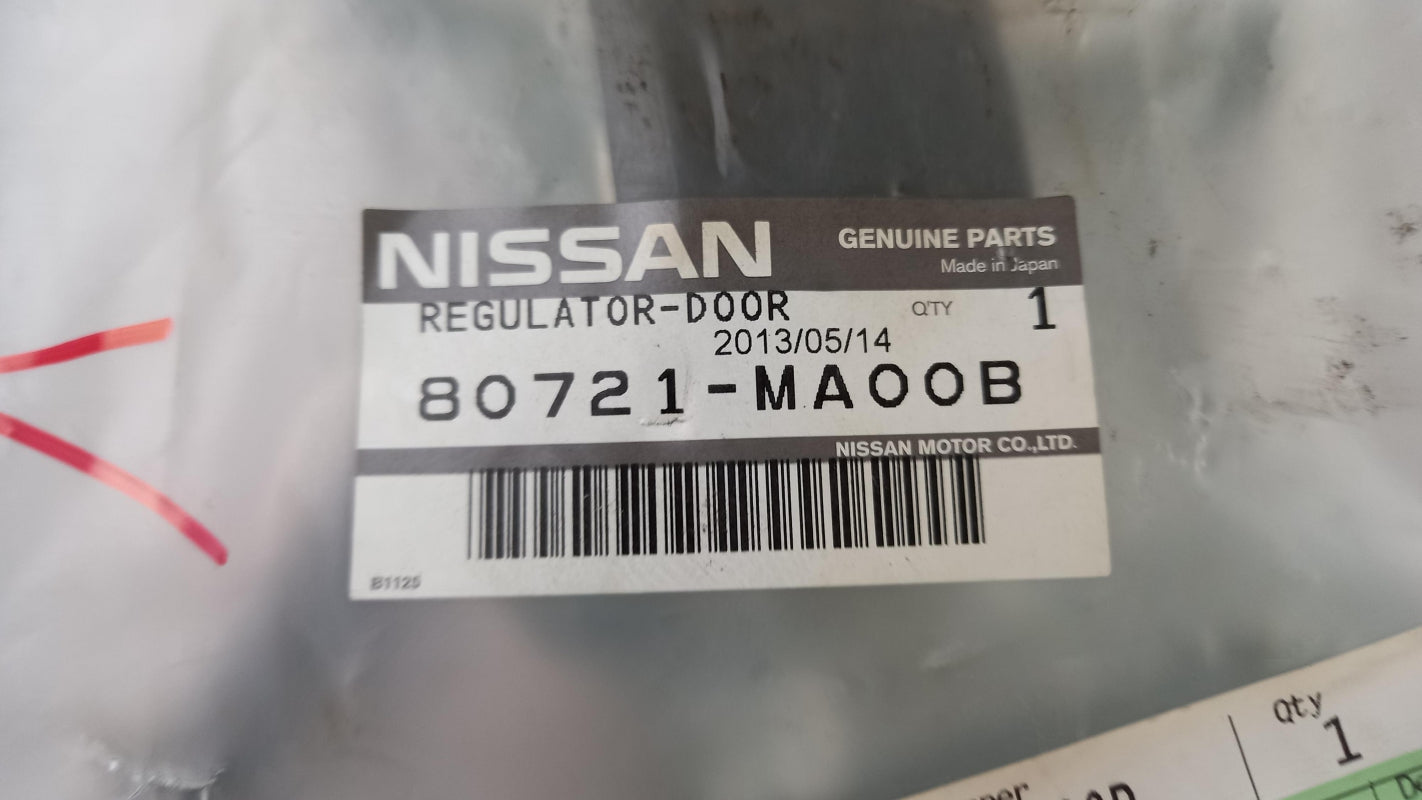 NISSAN
GENUINE PARTS
Made in Japan
REGULATOR-DOOR
Q'TY 1
2013/05/14
80721-MA00B
NISSAN MOTOR CO.,LTD.
B1125
Qty
1